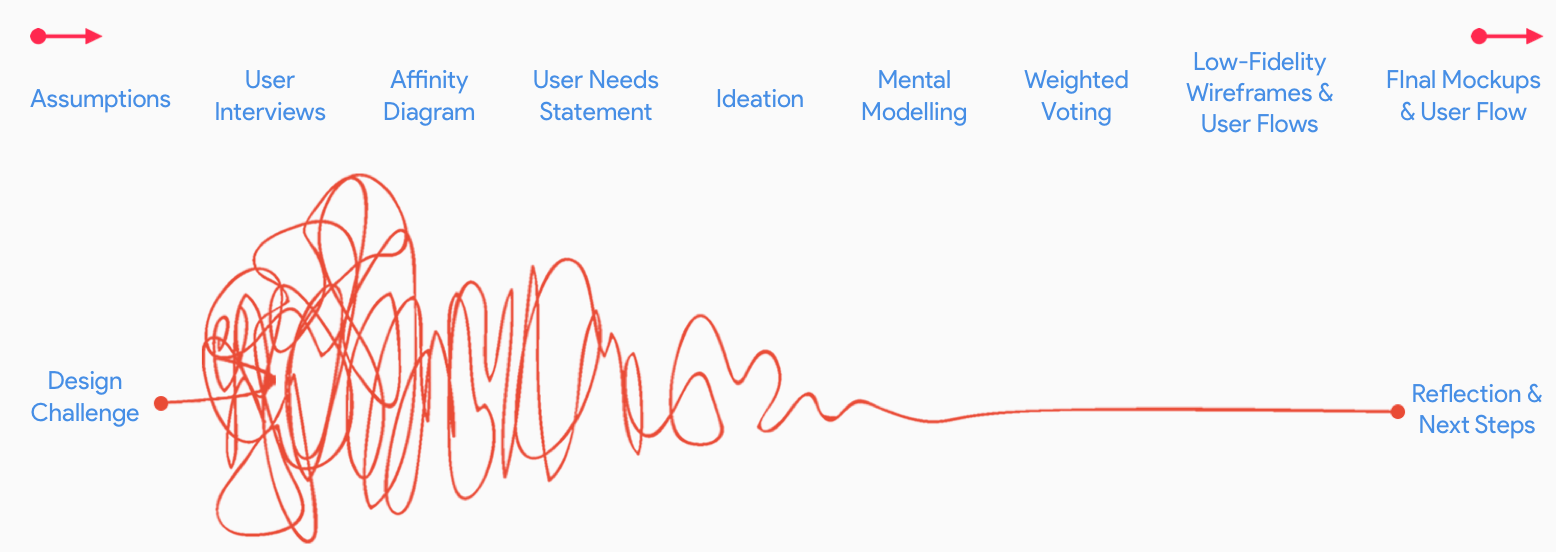 Assumptions
User
Interviews
Affinity
Diagram
User Needs
Statement
Ideation
Mental
Modelling
Weighted
Voting
Low-Fidelity
Wireframes &
User Flows
FInal Mockups
& User Flow
Design
Challenge
Reflection &
Next Steps